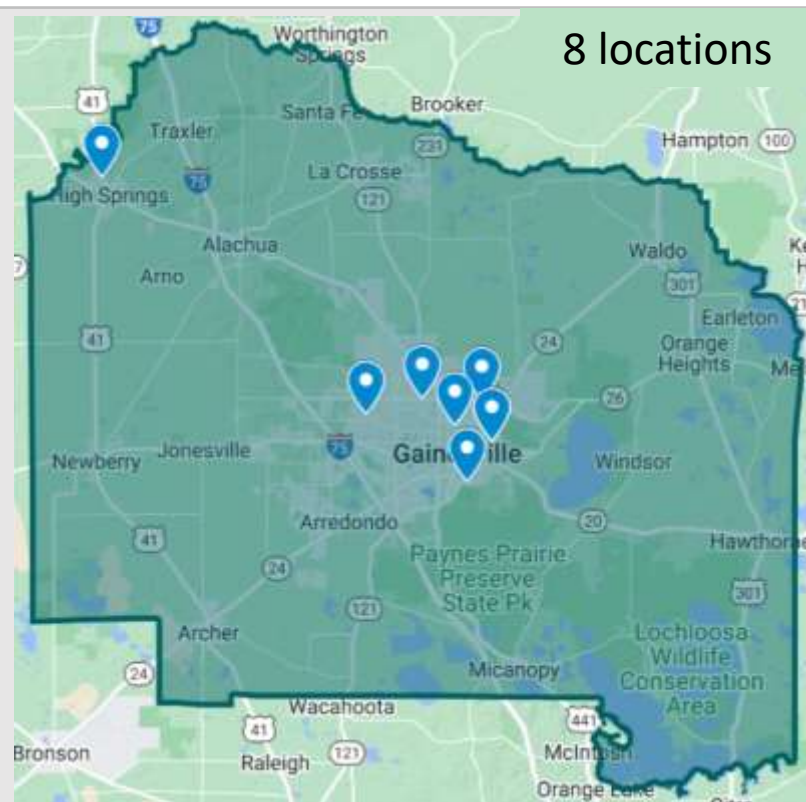 8 locations
75
Worthington
Springs
41
Santa Fe
Brooker
Traxler
231
Hampton
100
La Crosse
75
High Springs
121
Alachua
Waldo
Arno
301
Earleton
41
24
Orange
Heights
26
Jonesville
75
Newberry
Gainesville
Windsor
Arredondo
20
41
Hawthorne
Paynes Prairie
Preserve
State Pk
24
301
121
Archer
Lochloosa
Wildlife
Conservation
Area
Micanopy
24
Wacahoota
441
41
Bronson
121
McIntosh
Raleigh
Orange Lake